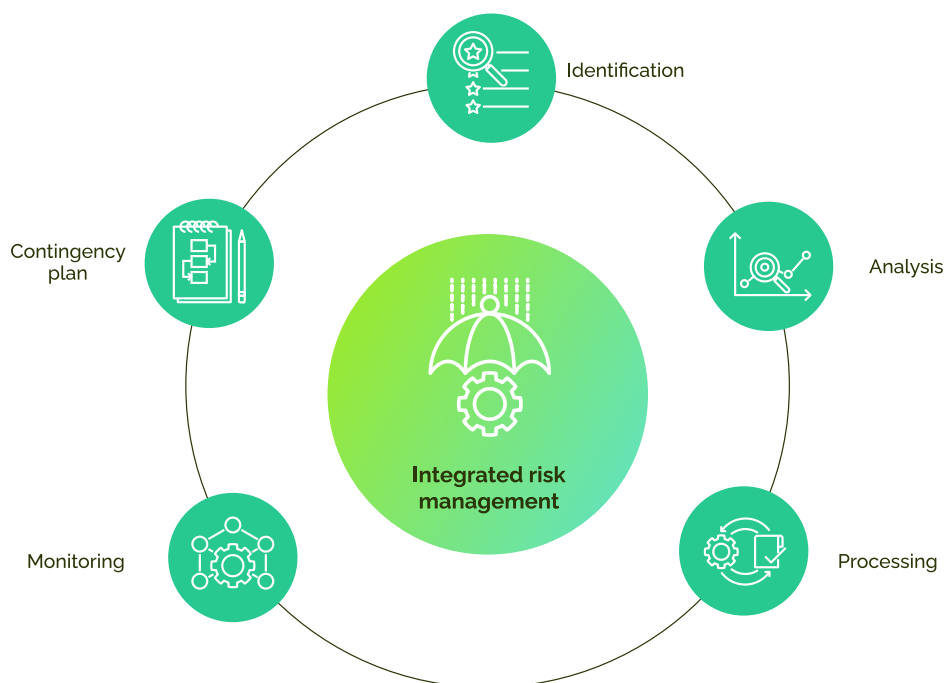 Identification
Analysis
Processing
Monitoring
Contingency
plan
Integrated risk
management